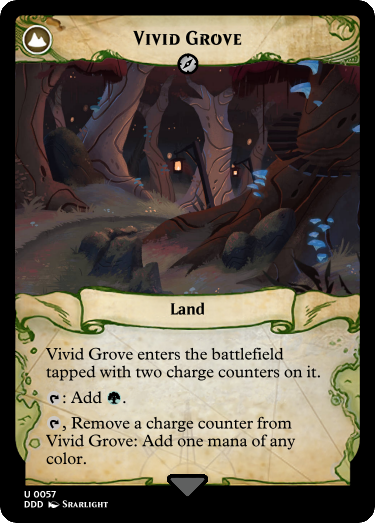 Vivid Grove
Land
Vivid Grove enters the battlefield
tapped with two charge counters on it.
: Add .
, Remove a charge counter from
Vivid Grove: Add one mana of any
color.
U 0057
DDD Srarlight